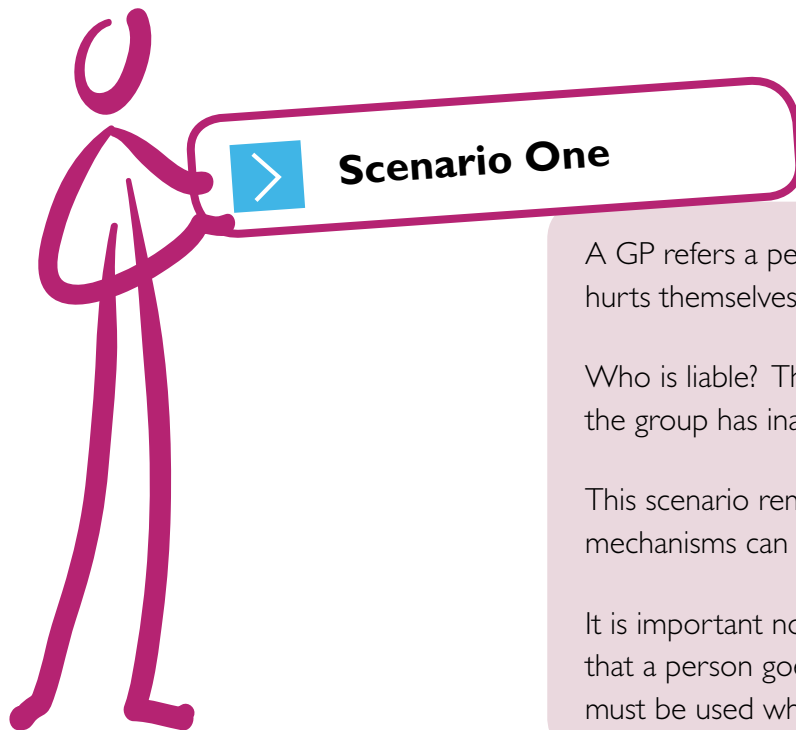 Scenario One
A GP refers a pe
hurts themselves
Who is liable? Th
the group has ina
This scenario ren
mechanisms can
It is important no
that a person goe
must be used wh